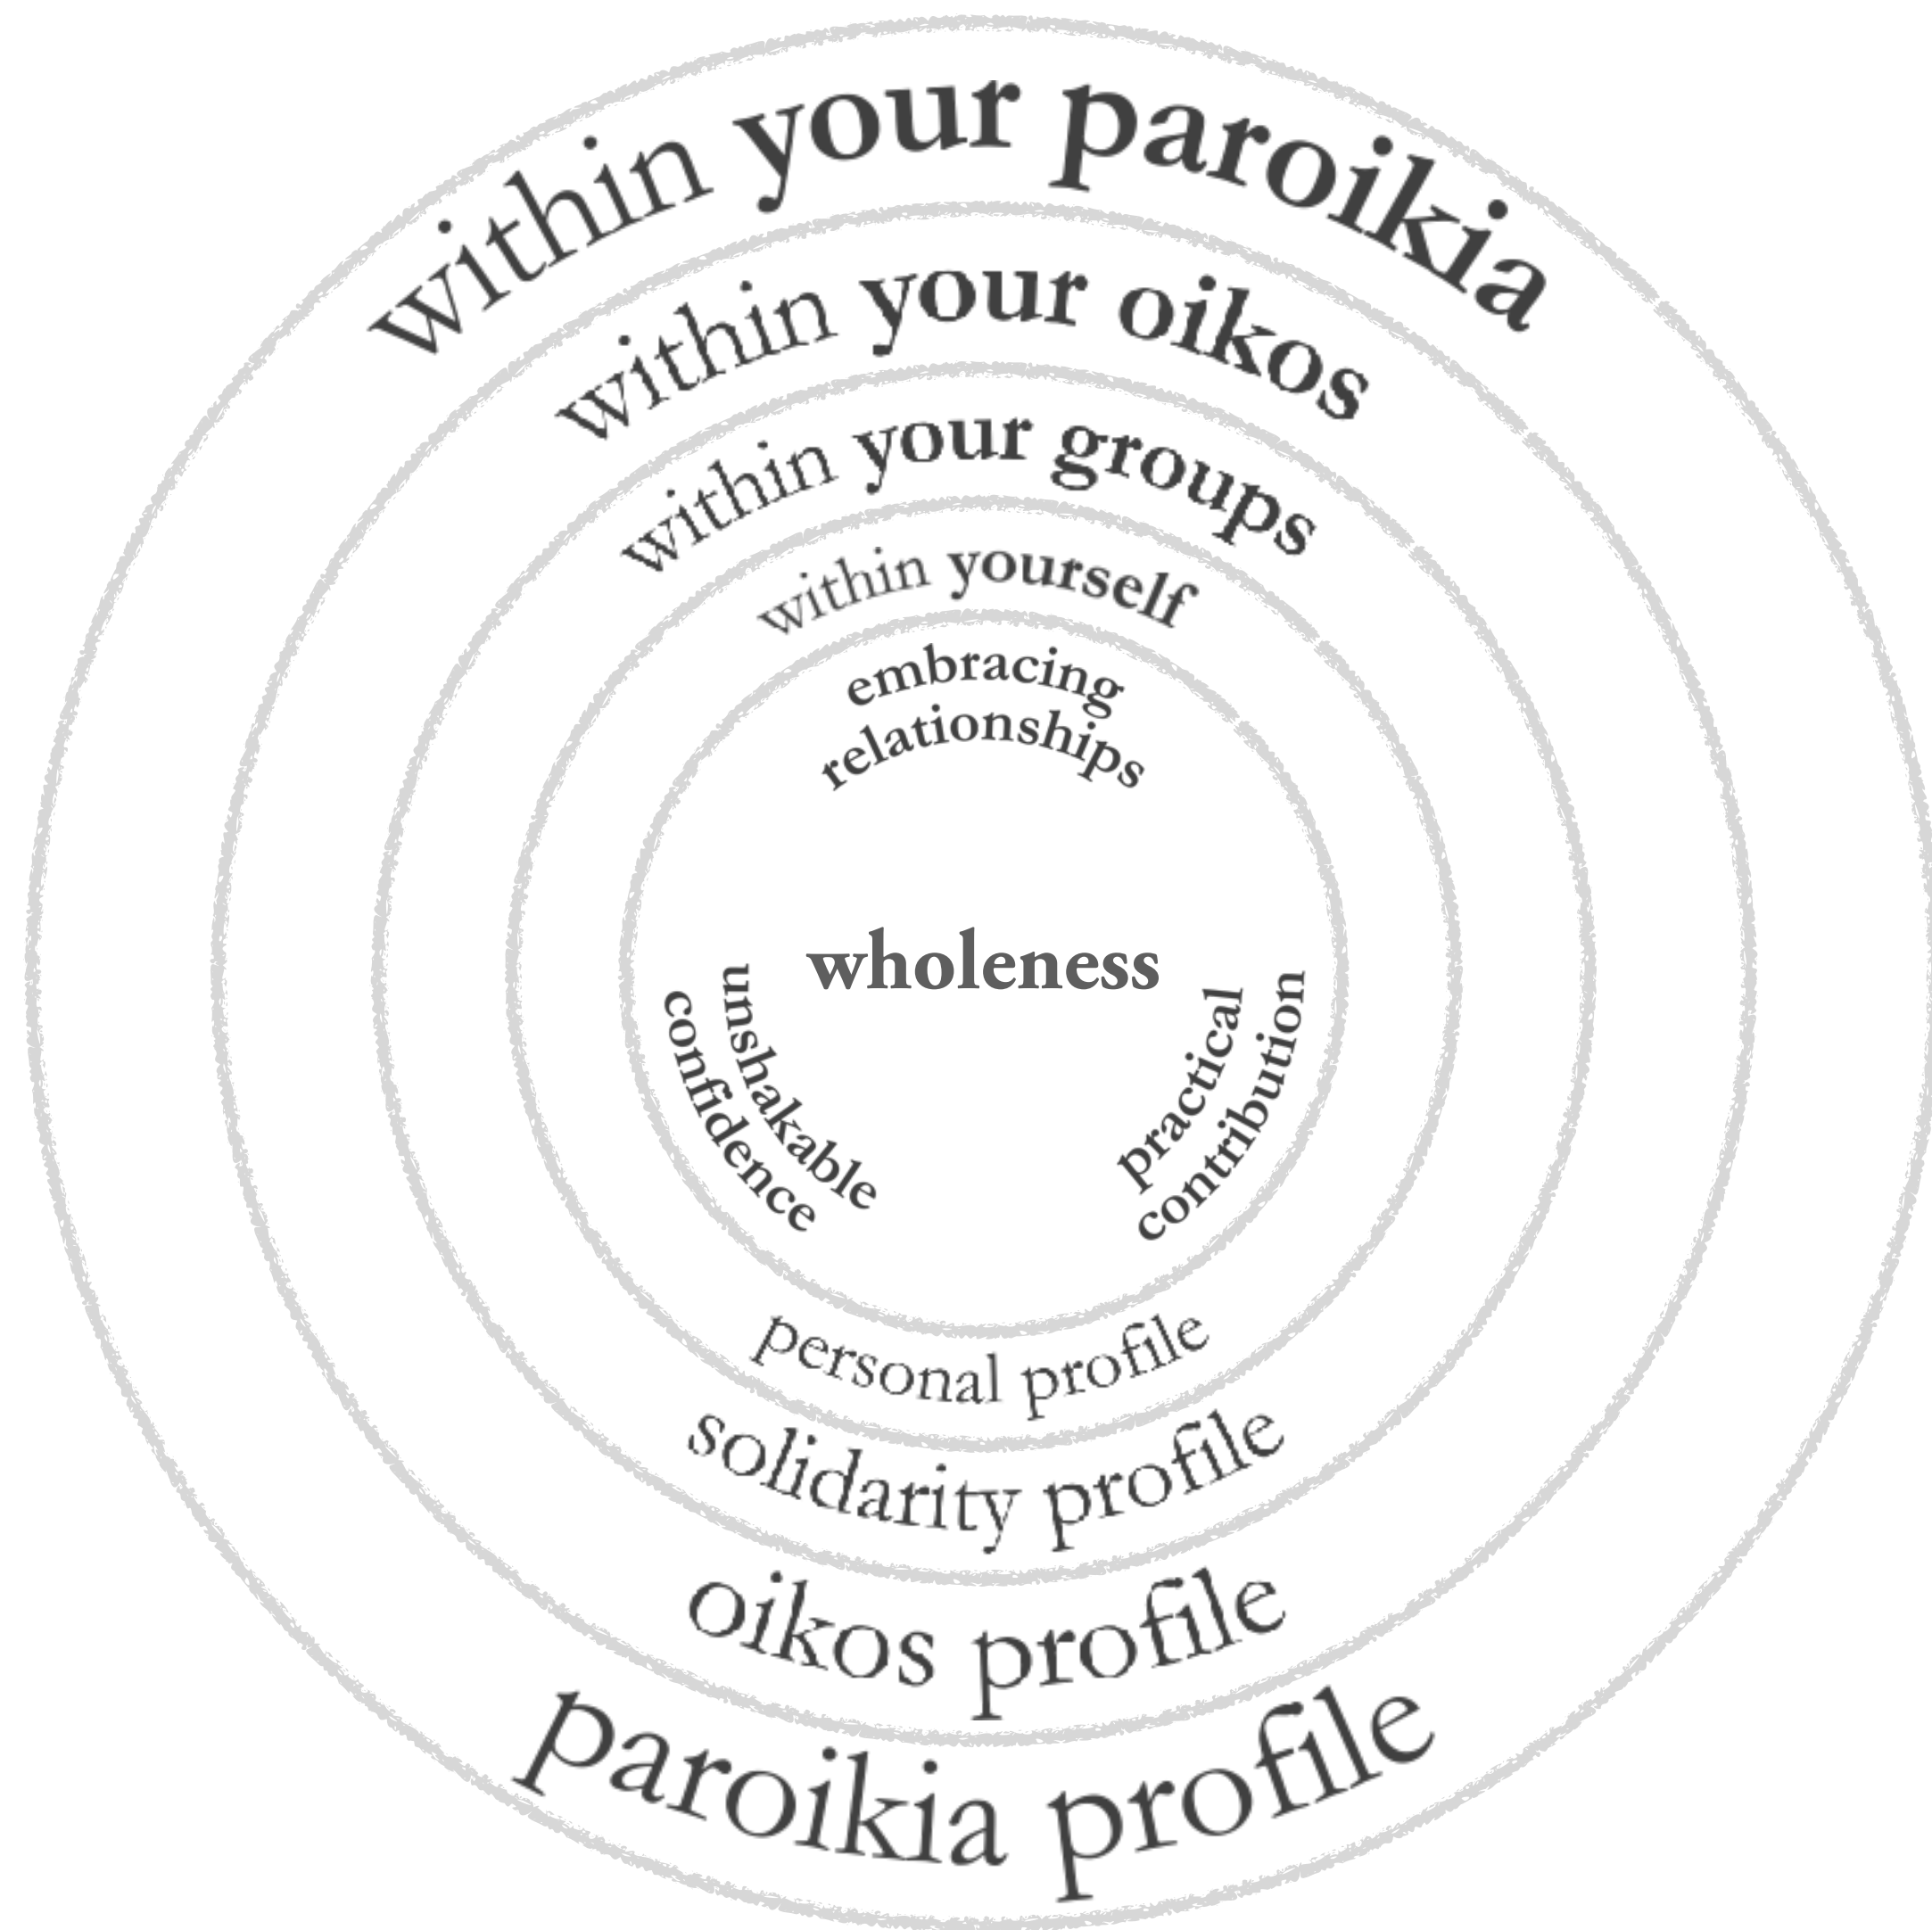 within your paroikia
within your oikos
within your groups
within yourself
embracing
relationships
wholeness
unshakable
confidence
practical
contribution
personal profile
solidarity profile
oikos profile
paroikia profile